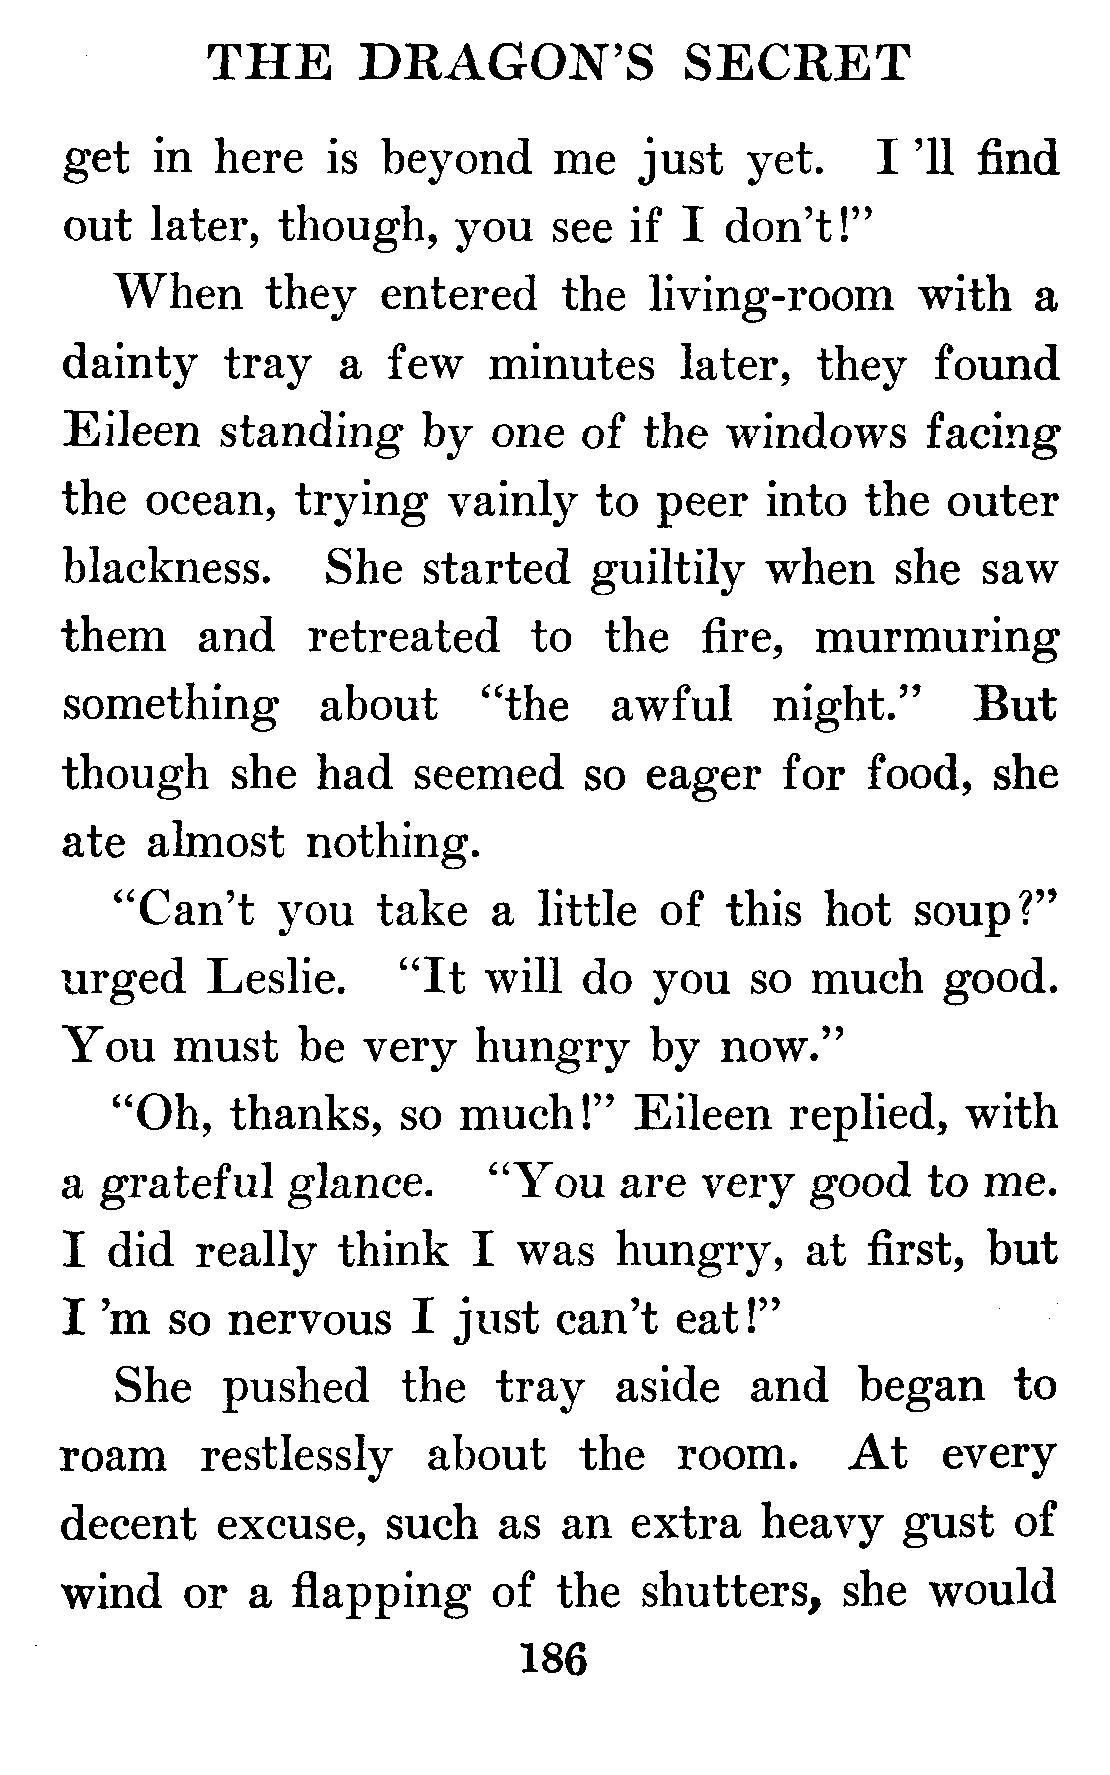 THE DRAGON'S SECRET
get in here is beyond me just yet. I 'll find
out later, though, you see if I don't!"
When they entered the living-room with a
dainty tray a few minutes later, they found
Eileen standing by one of the windows facing
the ocean, trying vainly to peer into the outer
blackness. She started guiltily when she saw
them and retreated to the fire, murmuring
something about "the awful night." But
though she had seemed so eager for food, she
ate almost nothing.
"Can't you take a little of this hot soup?"
urged Leslie. "It will do you so much good.
You must be very hungry by now."
"Oh, thanks, so much!" Eileen replied, with
a grateful glance. "You are very good to me.
I did really think I was hungry, at first, but
I 'm so nervous I just can't eat!"
She pushed the tray aside and began to
roam restlessly about the room. At every
decent excuse, such as an extra heavy gust of
wind or a flapping of the shutters, she would
186